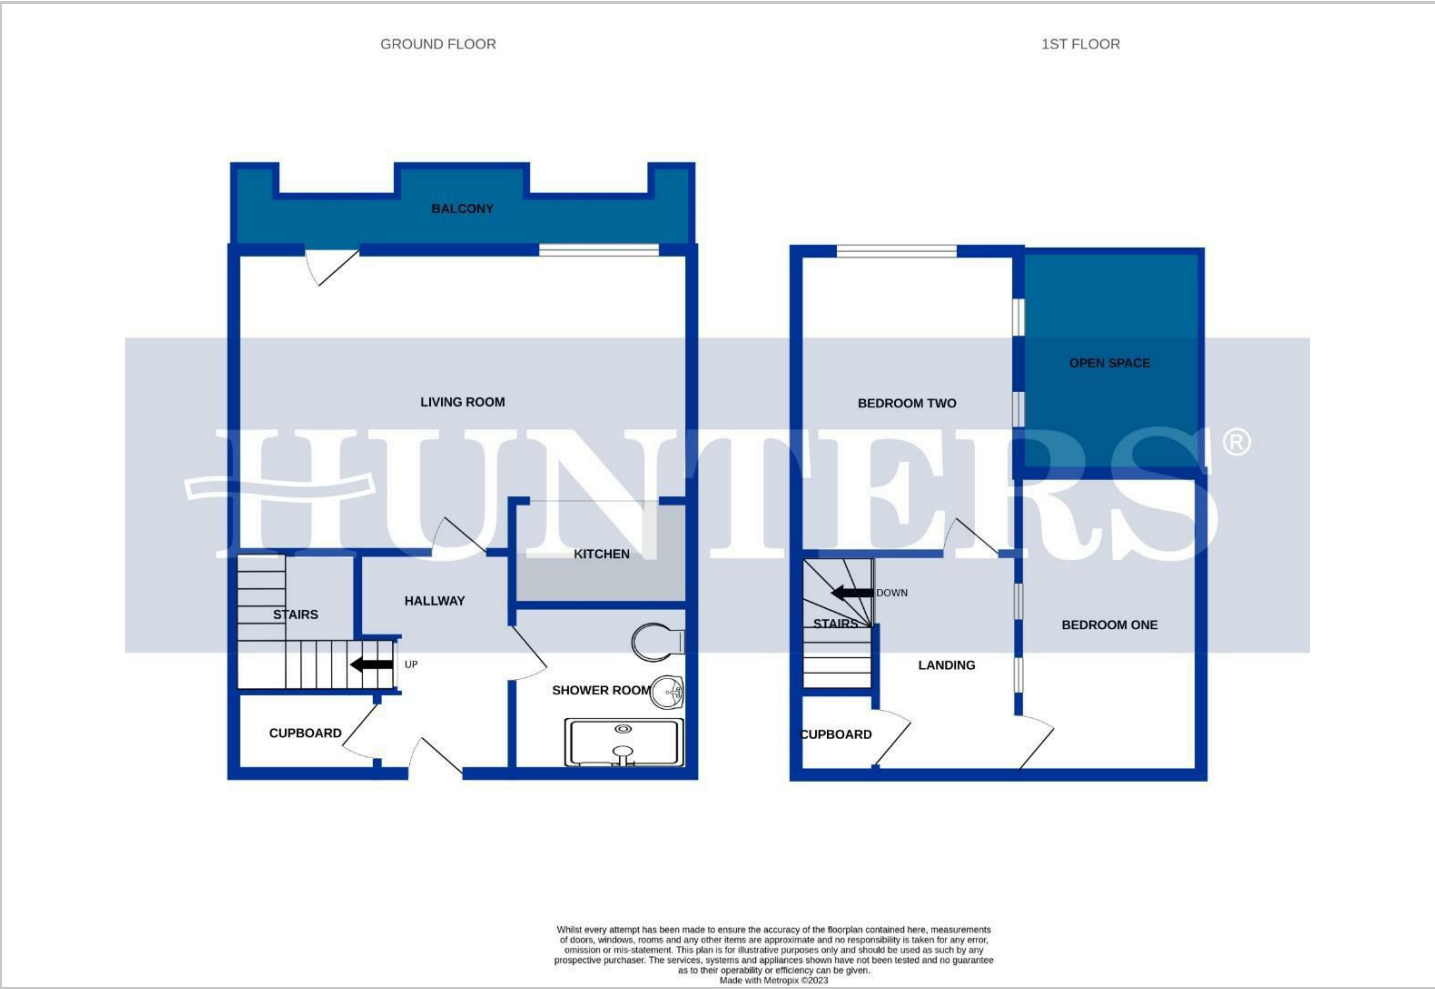 GROUND FLOOR
1ST FLOOR
BALCONY
LIVING ROOM
BEDROOM TWO
OPEN SPACE
HUNTERS®
KITCHEN
STAIRS
HALLWAY
UP
SHOWER ROOM
CUPBOARD
DOWN
STAIRS
BEDROOM ONE
LANDING
CUPBOARD
Whilst every attempt has been made to ensure the accuracy of the floorplan contained here, measurements
of doors, windows, rooms and any other items are approximate and no responsibility is taken for any error,
omission or mis-statement. This plan is for illustrative purposes only and should be used as such by any
prospective purchaser. The services, systems and appliances shown have not been tested and no guarantee
as to their operability or efficiency can be given.
Made with Metropix ©2023